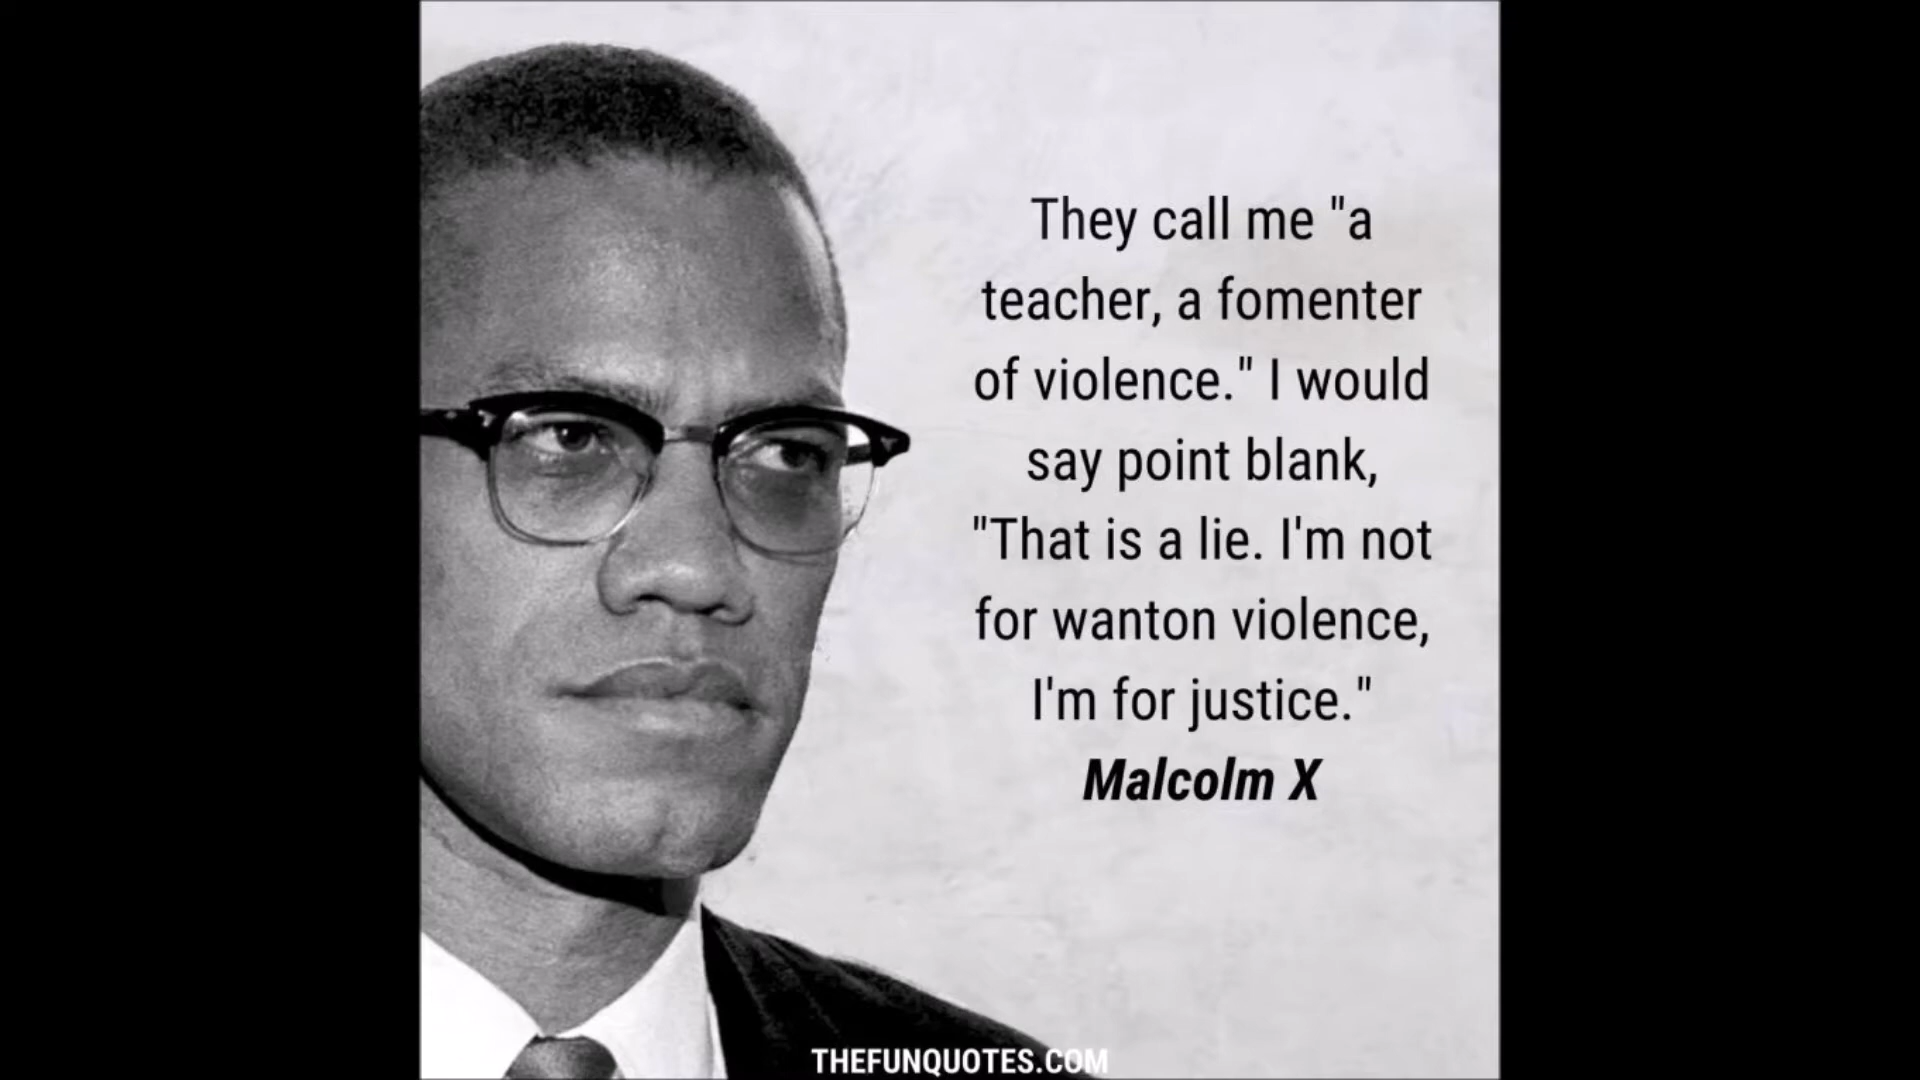 They call me "a
teacher, a fomenter
of violence." I would
say point blank,
"That is a lie. I'm not
for wanton violence,
I'm for justice."
Malcolm X
THEFUNQUOTES.COM